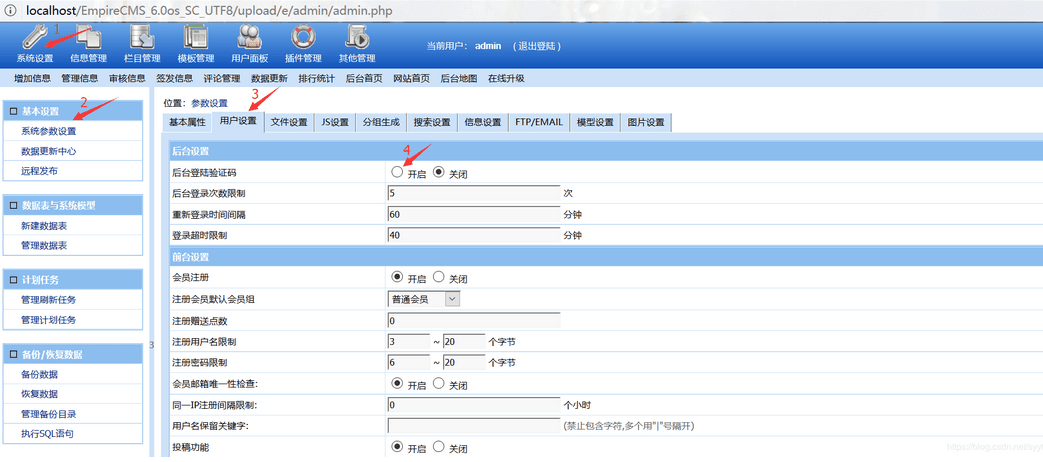 localhost/EmpireCMS_6.0os_SC_UTF8/upload/e/admin/admin.php
1
系统设置 信息管理 栏目管理 模板管理 用户面板 插件管理 其他管理
当前用户： admin （退出登陆）
增加信息 管理信息 审核信息 签发信息 评论管理 数据更新 排行统计 后台首页 网站首页 后台地图 在线升级
2
基本设置
系统参数设置
数据更新中心
远程发布
数据表与系统模型
新建数据表
管理数据表
计划任务
管理刷新任务
管理计划任务
备份/恢复数据
备份数据
恢复数据
管理备份目录
执行SQL语句
3
位置：参数设置
3
基本属性 用户设置 文件设置 JS设置 分组生成 搜索设置 信息设置 FTP/EMAIL 模型设置 图片设置
后台设置
4
后台登陆验证码 开启 关闭
后台登录次数限制 5 次
重新登录时间间隔 60 分钟
登录超时限制 40 分钟
前台设置
会员注册 开启 关闭
注册会员默认会员组 普通会员
注册赠送点数 0
注册用户名限制 3 ~ 20 个字节
注册密码限制 6 ~ 20 个字节
会员邮箱唯一性检查: 开启 关闭
同一IP注册间隔限制: 0 个小时
用户名保留关键字: (禁止包含字符,多个用"|"号隔开)
投稿功能 开启 关闭